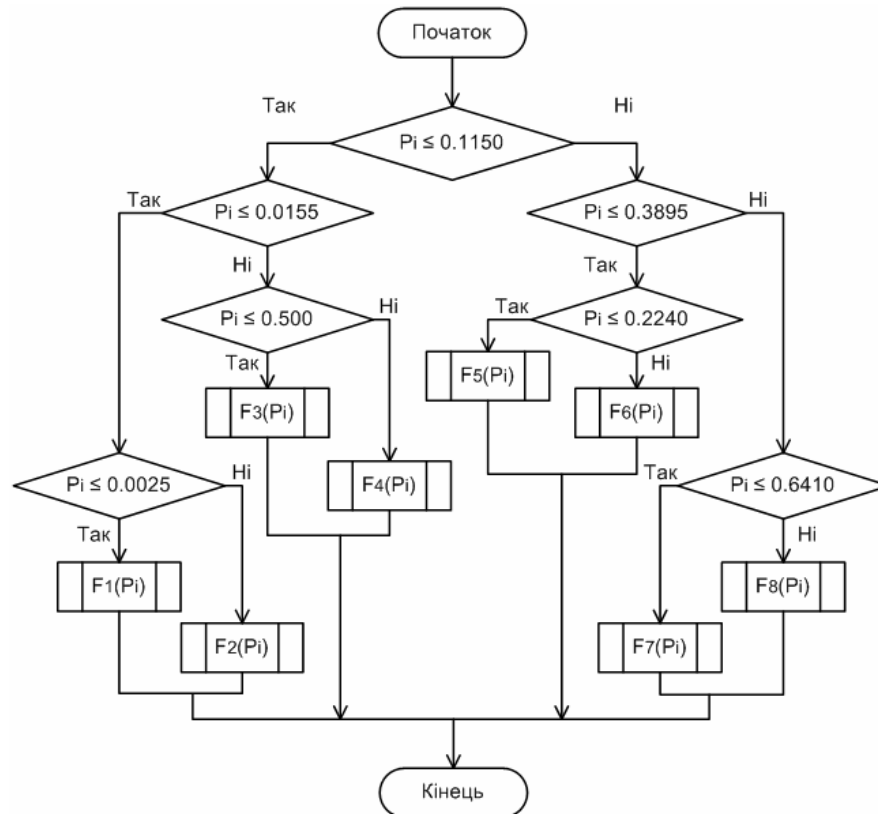 Початок
Так
Ні
Pi ≤ 0.1150
Так
Pi ≤ 0.0155
Pi ≤ 0.3895
Ні
Ні
Так
Pi ≤ 0.500
Ні
Так
Pi ≤ 0.2240
Так
F5(Pi)
Ні
F3(Pi)
F6(Pi)
Pi ≤ 0.0025
Ні
F4(Pi)
Так
Pi ≤ 0.6410
Так
Ні
F1(Pi)
F8(Pi)
F2(Pi)
F7(Pi)
Кінець